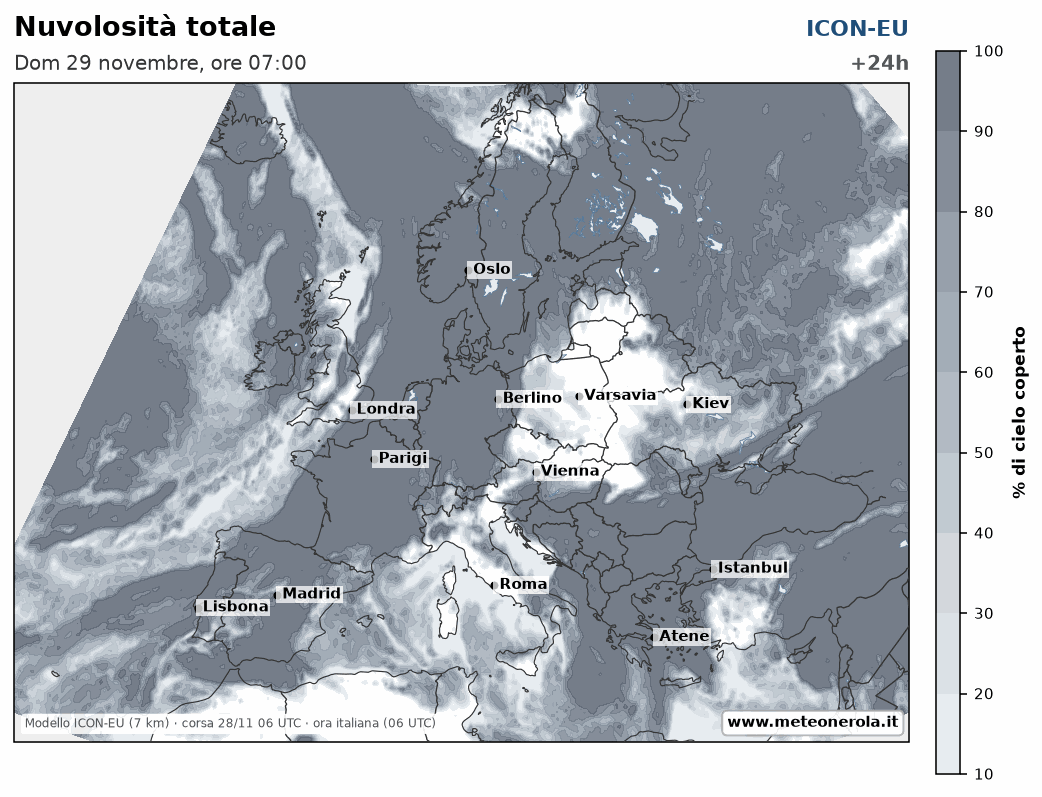 Nuvolosità totale
ICON-EU
Dom 29 novembre, ore 07:00
+24h
100
90
80
70
60
50
40
30
20
10
% di cielo coperto
Oslo
Berlino
Varsavia
Kiev
Londra
Parigi
Vienna
Istanbul
Roma
Madrid
Lisbona
Atene
Modello ICON-EU (7 km) · corsa 28/11 06 UTC · ora italiana (06 UTC)
www.meteonerola.it